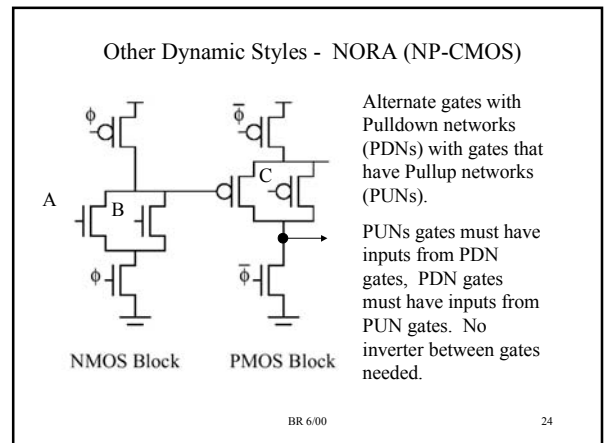 Other Dynamic Styles - NORA (NP-CMOS)
ϕ
ϕ̅
A
B
C
ϕ
ϕ̅
NMOS Block
PMOS Block
Alternate gates with
Pulldown networks
(PDNs) with gates that
have Pullup networks
(PUNs).
PUNs gates must have
inputs from PDN
gates, PDN gates
must have inputs from
PUN gates. No
inverter between gates
needed.
BR 6/00
24